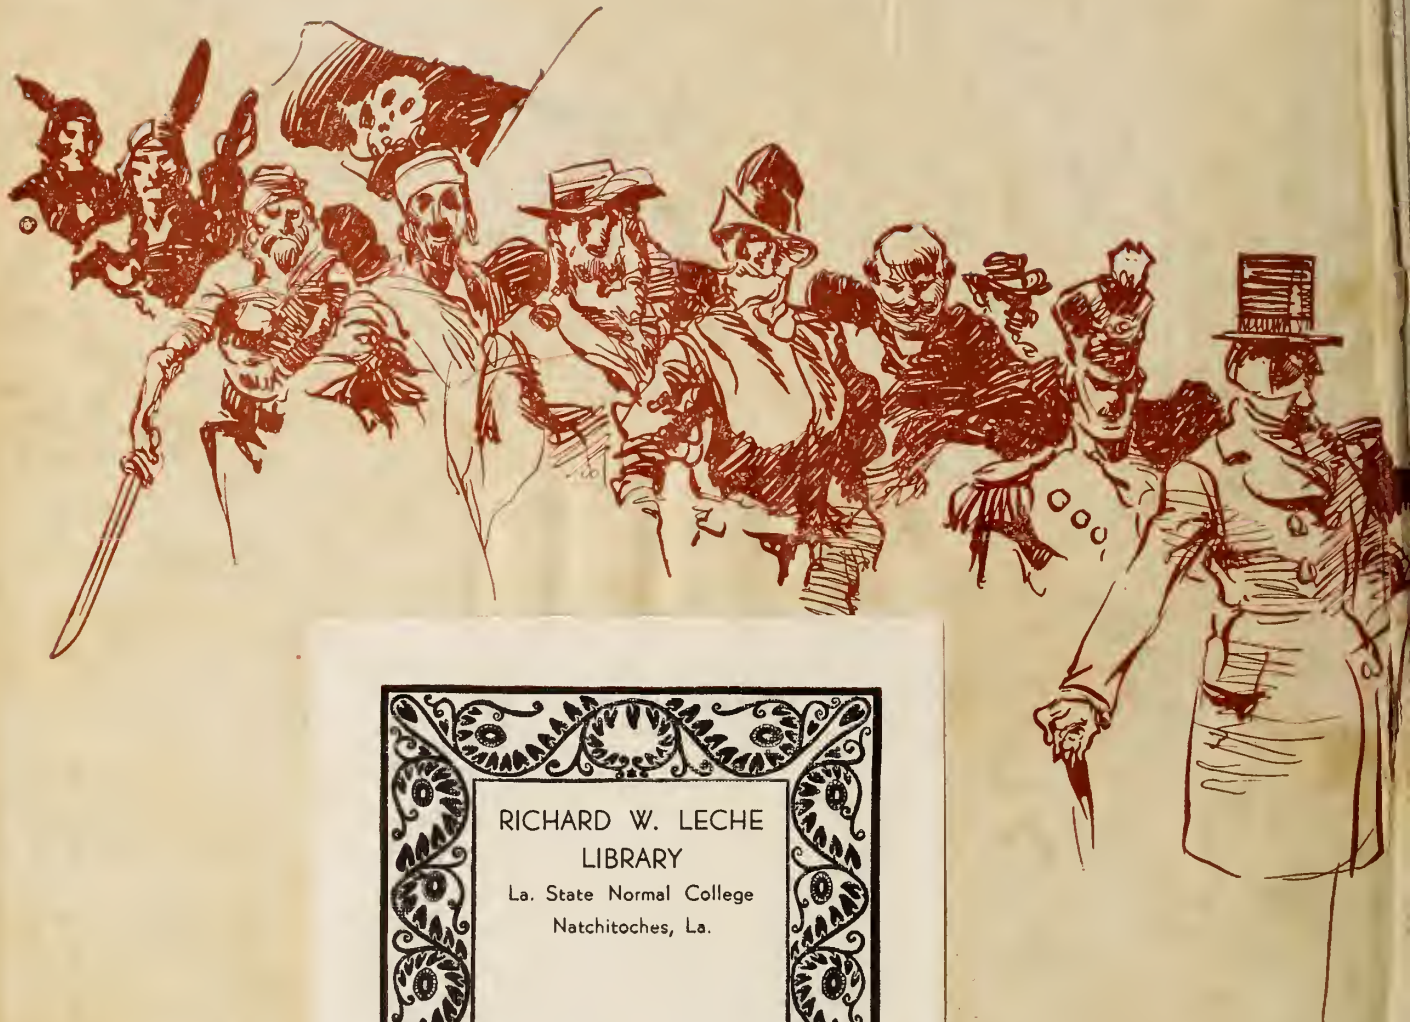 RICHARD W. LECHE
LIBRARY
La. State Normal College
Natchitoches, La.